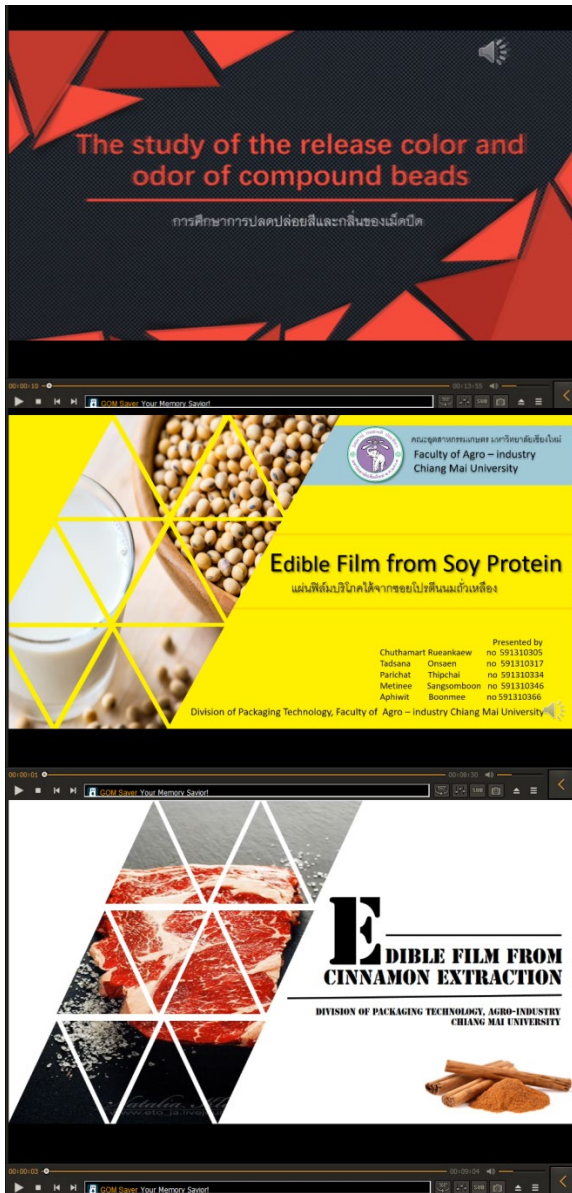 The study of the release color and
odor of compound beads
การศึกษาการปลดปล่อยสีและกลิ่นของเม็ดบีด
00:00:10
00:13:55
GOM Saver Your Memory Savior!
คณะอุตสาหกรรมเกษตร มหาวิทยาลัยเชียงใหม่
Faculty of Agro – industry
Chiang Mai University
Edible Film from Soy Protein
แผ่นฟิล์มบริโภคได้จากซอยโปรตีนนมถั่วเหลือง
Presented by
Chuthamart Rueankaew no 591310305
Tadsana Onsaen no 591310317
Parichat Thipchai no 591310334
Metinee Sangsomboon no 591310346
Aphiwit Boonmee no 591310366
Division of Packaging Technology, Faculty of Agro – industry Chiang Mai University
00:00:01
00:08:30
GOM Saver Your Memory Savior!
EDIBLE FILM FROM
CINNAMON EXTRACTION
DIVISION OF PACKAGING TECHNOLOGY, AGRO-INDUSTRY
CHIANG MAI UNIVERSITY
00:00:03
00:09:04
GOM Saver Your Memory Savior!